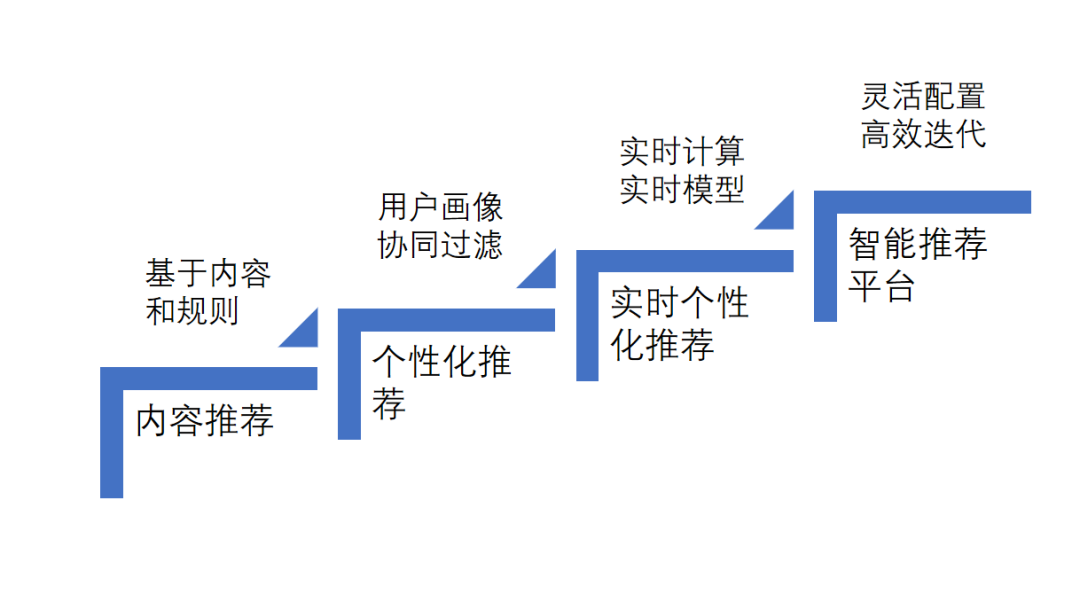 基于内容
和规则
内容推荐
用户画像
协同过滤
个性化推
荐
实时计算
实时模型
实时个性
化推荐
灵活配置
高效迭代
智能推荐
平台